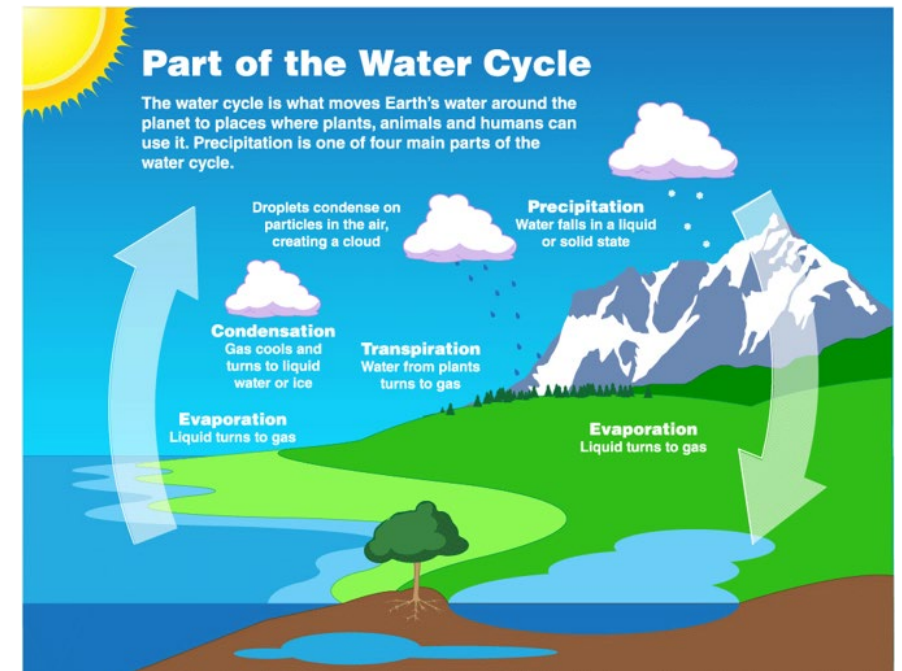 Part of the Water Cycle
The water cycle is what moves Earth's water around the
planet to places where plants, animals and humans can
use it. Precipitation is one of four main parts of the
water cycle.
Droplets condense on
particles in the air,
creating a cloud
Precipitation
Water falls in a liquid
or solid state
Condensation
Gas cools and
turns to liquid
water or ice
Transpiration
Water from plants
turns to gas
Evaporation
Liquid turns to gas
Evaporation
Liquid turns to gas